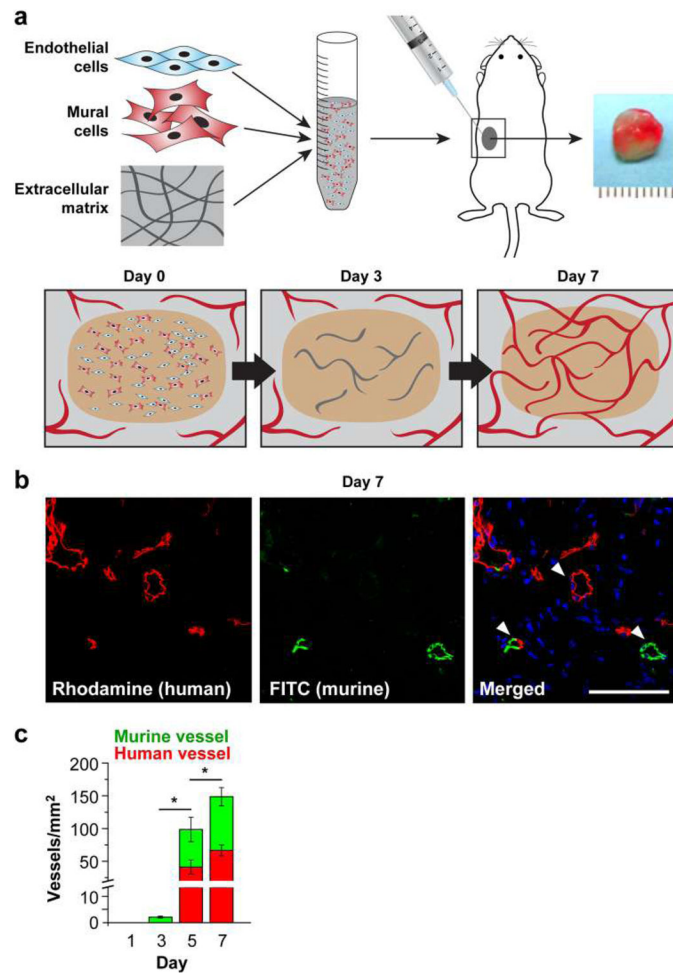 a
Endothelial
cells
Mural
cells
Extracellular
matrix
Day 0
Day 3
Day 7
b
Day 7
Rhodamine (human)
FITC (murine)
Merged
c
Murine vessel
Human vessel
Vessels/mm²
200
150
100
50
10
0
* *
1 3 5 7
Day